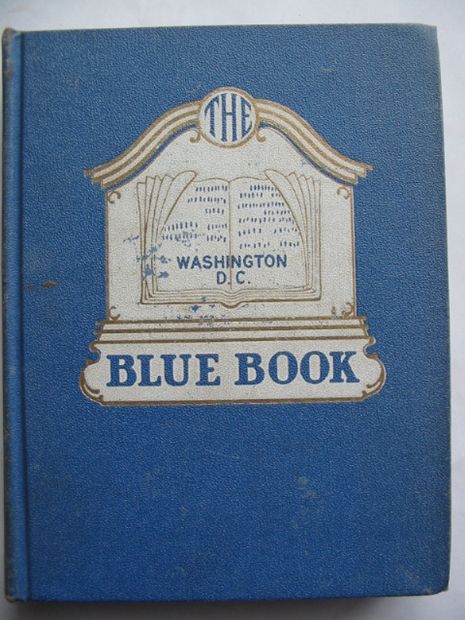 THE
WASHINGTON
D.C.
BLUE BOOK